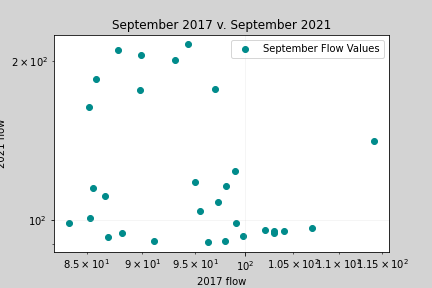 September 2017 v. September 2021
September Flow Values
2021 flow
2 × 10²
10²
8.5 × 10¹ 9 × 10¹ 9.5 × 10¹ 10² 1.05 × 10² 1.1 × 10² 1.15 × 10²
2017 flow